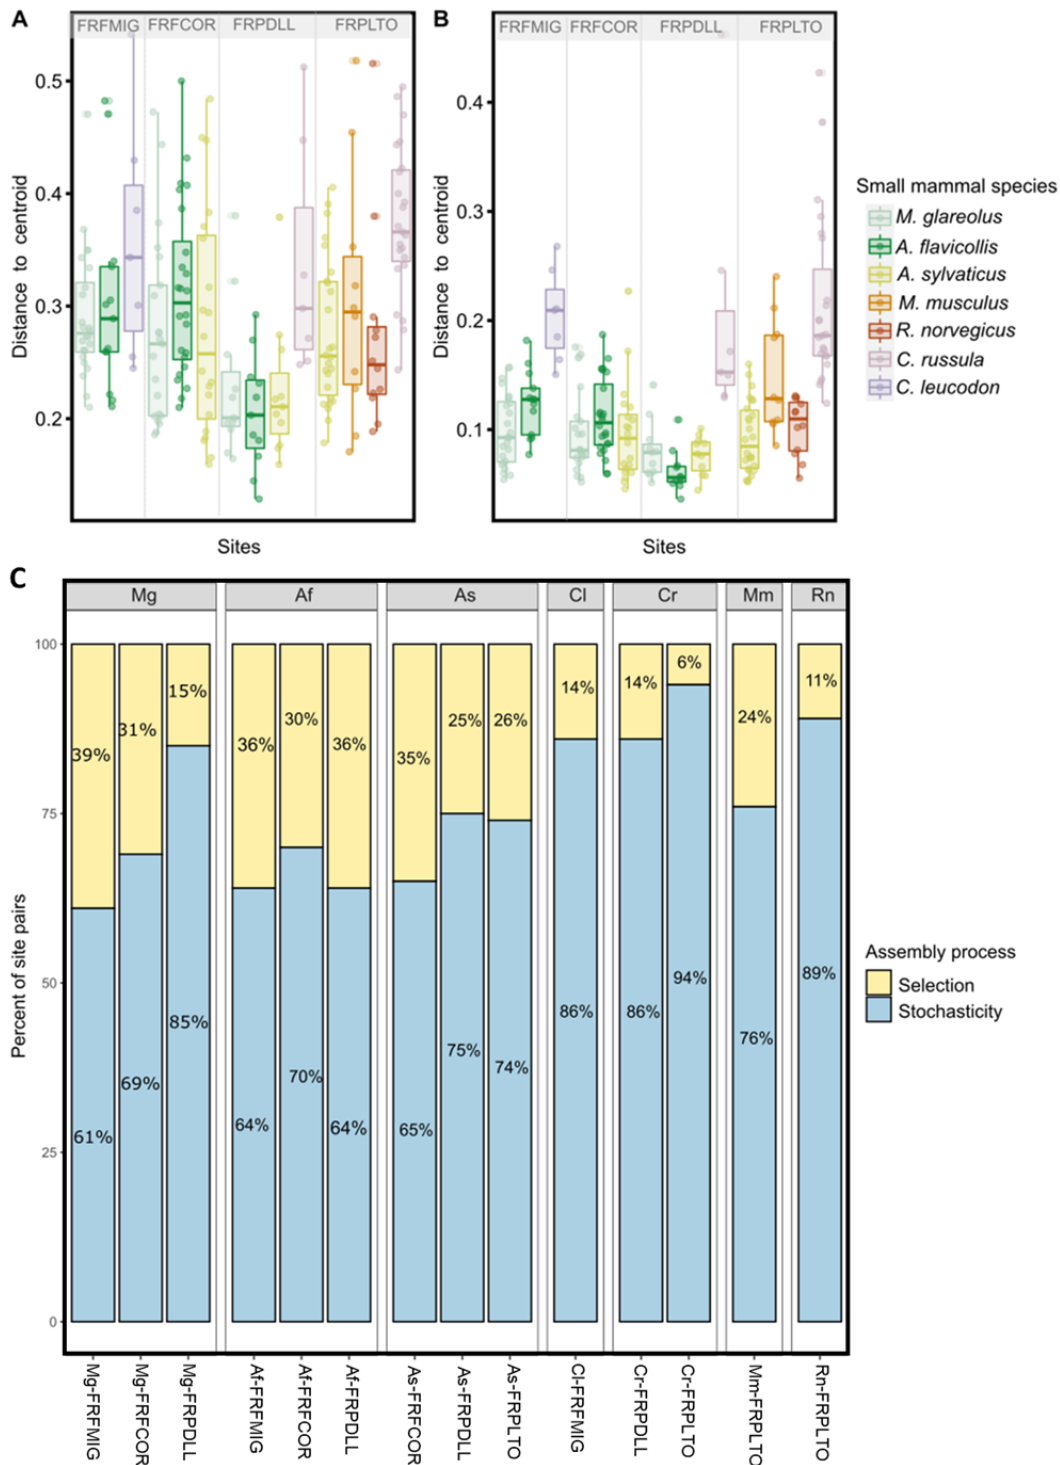 A
FRFMIG FRFCOR FRPDLL FRPLTO
0.5
0.4
0.3
0.2
Distance to centroid
Sites
B
FRFMIG FRFCOR FRPDLL FRPLTO
0.4
0.3
0.2
0.1
Distance to centroid
Sites
Small mammal species
M. glareolus
A. flavicollis
A. sylvaticus
M. musculus
R. norvegicus
C. russula
C. leucodon
C
Mg Af As Cl Cr Mm Rn
100
75
50
25
0
Percent of site pairs
39% 31% 15% 36% 30% 36% 35% 25% 26% 14% 14% 6% 24% 11%
61% 69% 85% 64% 70% 64% 65% 75% 74% 86% 86% 94% 76% 89%
Mg-FRFMIG
Mg-FRFCOR
Mg-FRPDLL
Af-FRFMIG
Af-FRFCOR
Af-FRPDLL
As-FRFCOR
As-FRPDLL
As-FRPLTO
Cl-FRFMIG
Cr-FRPDLL
Cr-FRPLTO
Mm-FRPLTO
Rn-FRPLTO
Assembly process
Selection
Stochasticity